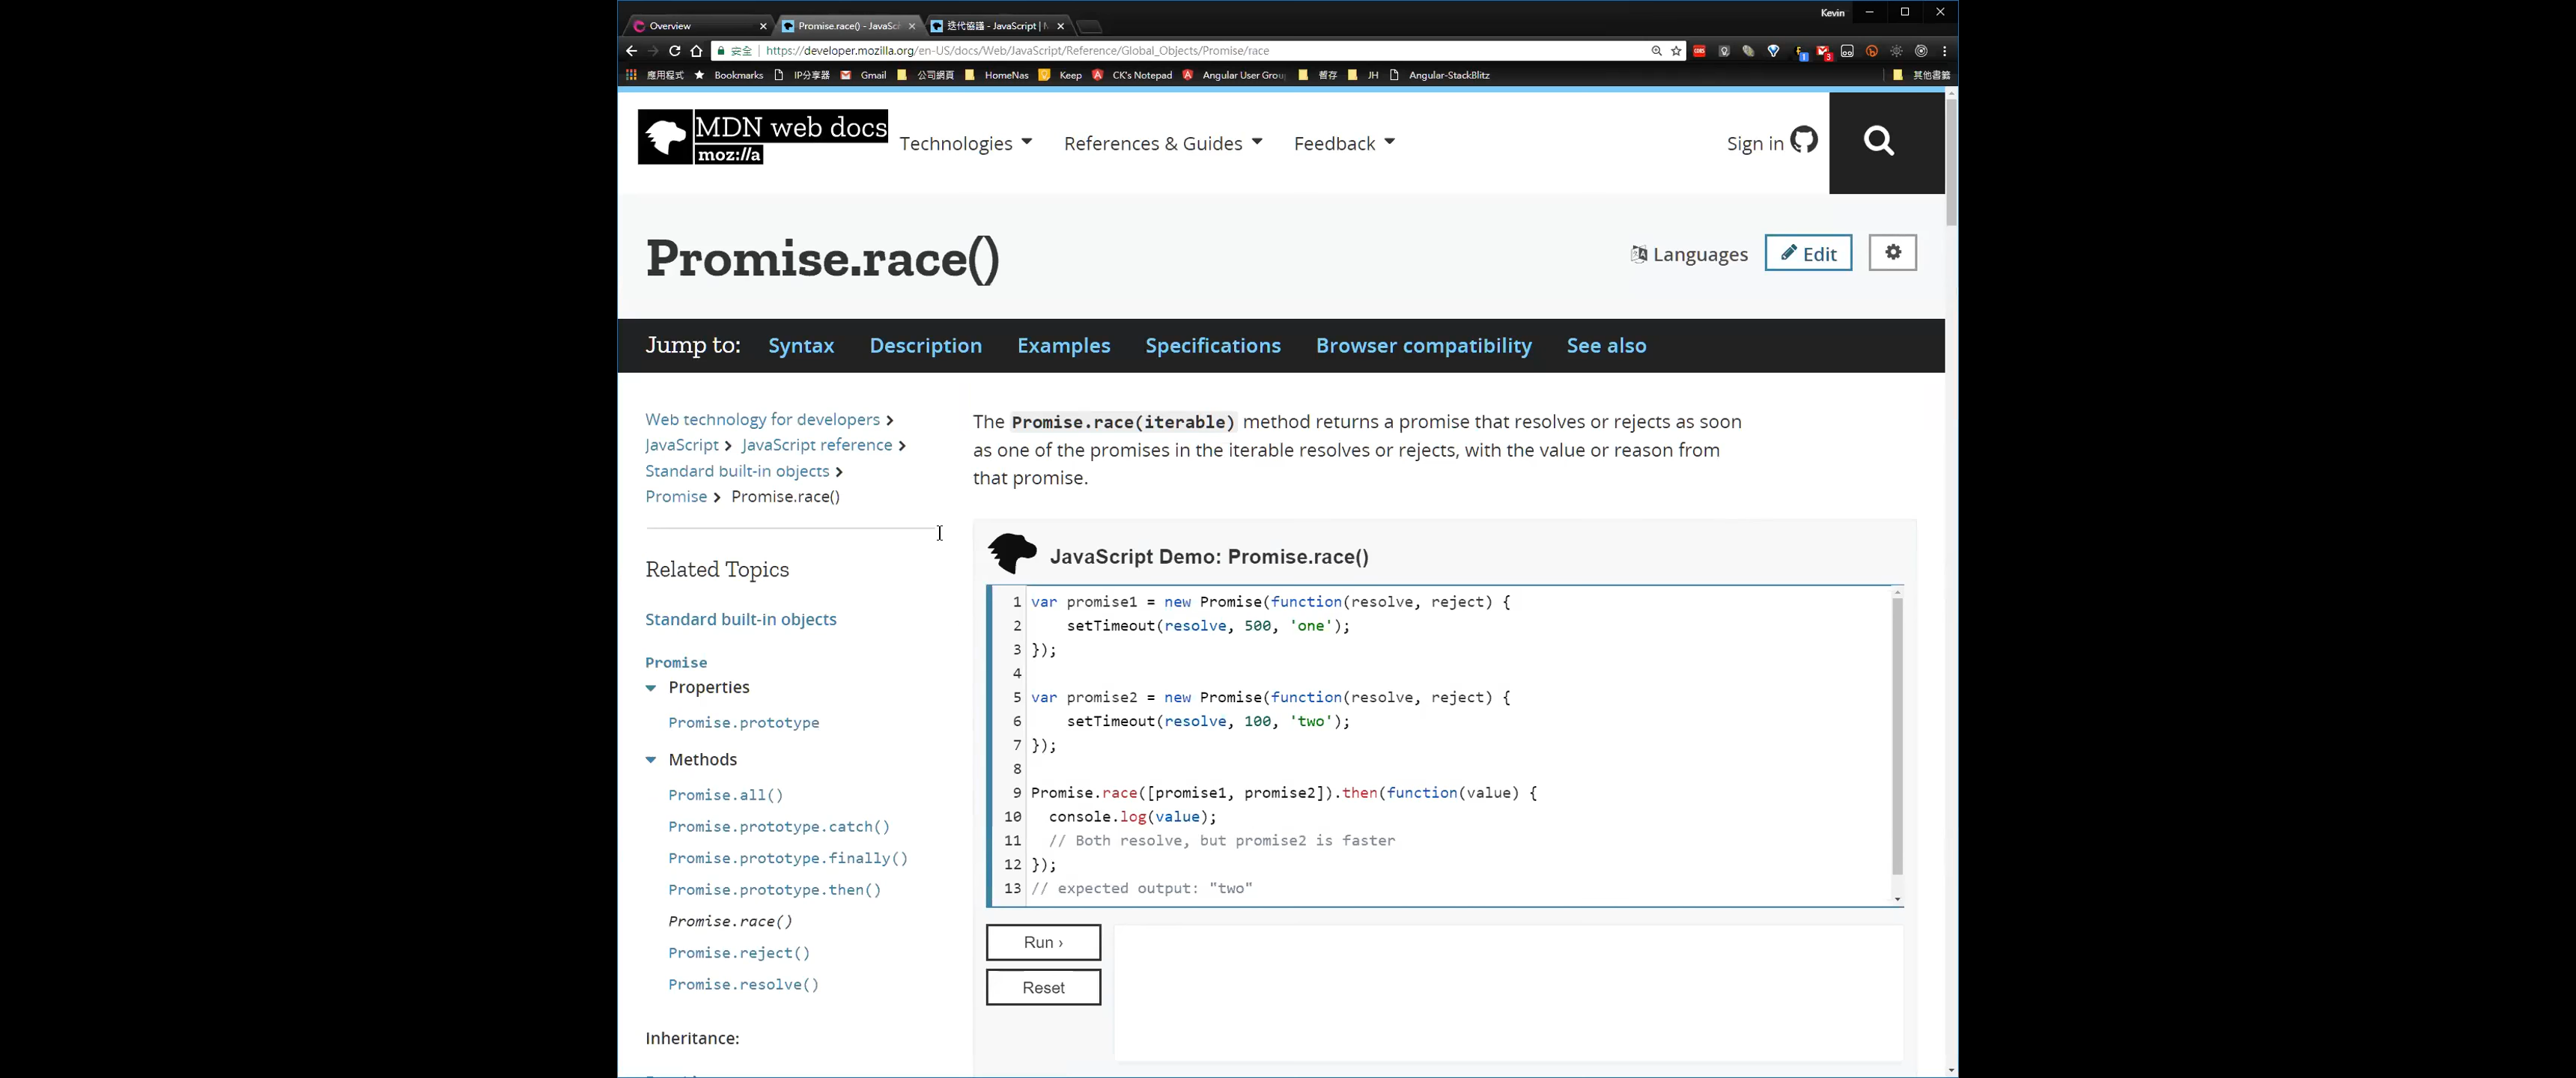 Kevin
Overview
Promise.race() - JavaSc
迭代協議 - JavaScript | M
安全 | https://developer.mozilla.org/en-US/docs/Web/JavaScript/Reference/Global_Objects/Promise/race
應用程式 Bookmarks IP分享器 Gmail 公司網頁 HomeNas Keep CK's Notepad Angular User Grou 暫存 JH Angular-StackBlitz 其他書籤
MDN web docs
moz://a
Technologies References & Guides Feedback Sign in
Promise.race()
Languages Edit
Jump to: Syntax Description Examples Specifications Browser compatibility See also
Web technology for developers
JavaScript JavaScript reference
Standard built-in objects
Promise Promise.race()
Related Topics
Standard built-in objects
Promise
Properties
Promise.prototype
Methods
Promise.all()
Promise.prototype.catch()
Promise.prototype.finally()
Promise.prototype.then()
Promise.race()
Promise.reject()
Promise.resolve()
Inheritance:
The Promise.race(iterable) method returns a promise that resolves or rejects as soon
as one of the promises in the iterable resolves or rejects, with the value or reason from
that promise.
JavaScript Demo: Promise.race()
1 var promise1 = new Promise(function(resolve, reject) {
2 setTimeout(resolve, 500, 'one');
3 });
4
5 var promise2 = new Promise(function(resolve, reject) {
6 setTimeout(resolve, 100, 'two');
7 });
8
9 Promise.race([promise1, promise2]).then(function(value) {
10 console.log(value);
11 // Both resolve, but promise2 is faster
12 });
13 // expected output: "two"
Run ›
Reset